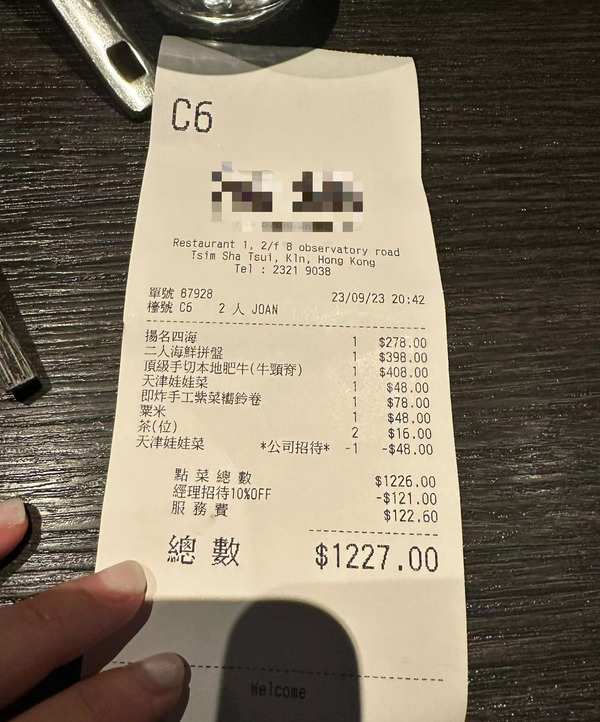 C6
Restaurant 1, 2/f 8 observatory road
Tsim Sha Tsui, Kln, Hong Kong
Tel : 2321 9038
單號 87928 23/09/23 20:42
檯號 C6 2 人 JOAN
揚名四海 1 $278.00
二人海鮮拼盤 1 $398.00
頂級手切本地肥牛(牛頸脊) 1 $408.00
天津娃娃菜 1 $48.00
即炸手工紫菜響鈴卷 1 $78.00
粟米 1 $48.00
茶(位) 2 $16.00
天津娃娃菜 *公司招待* -1 -$48.00
點菜總數 $1226.00
經理招待10%OFF -$121.00
服務費 $122.60
總數 $1227.00
Welcome